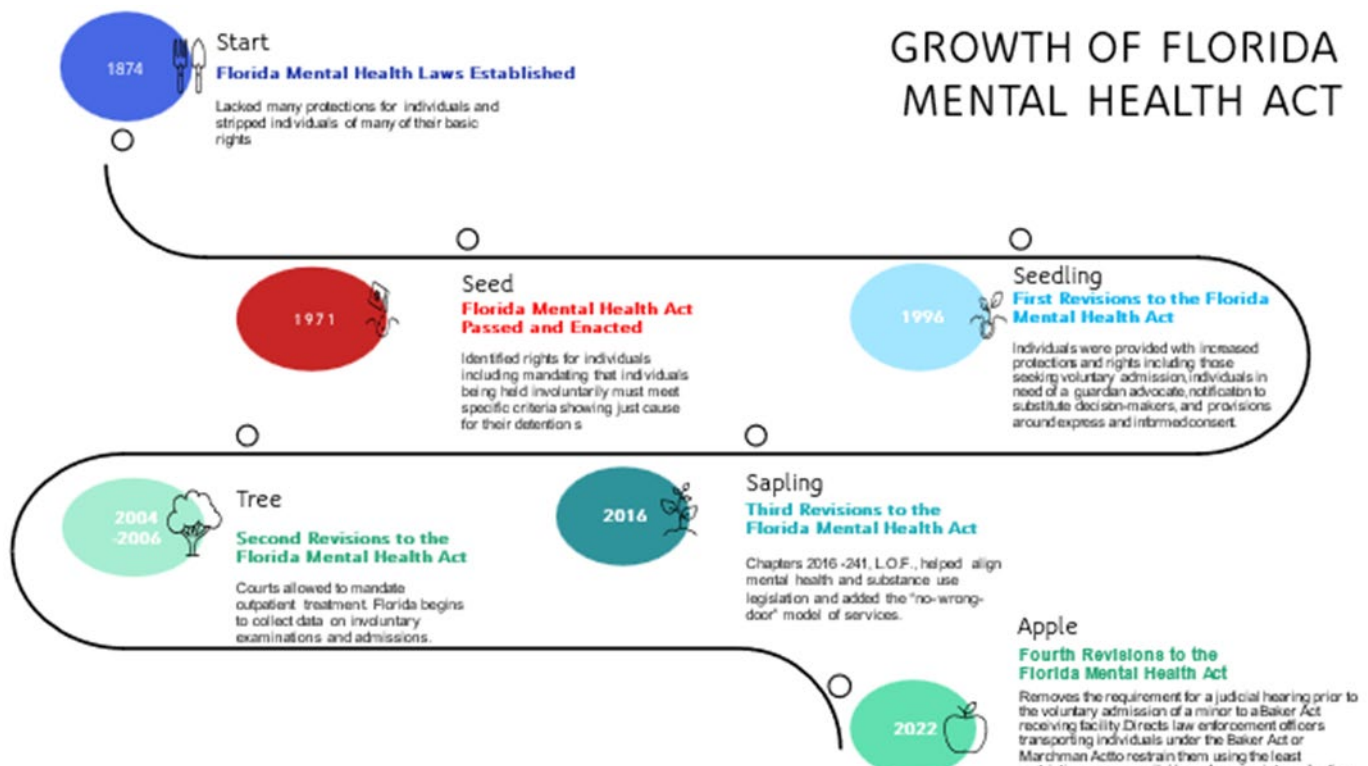 GROWTH OF FLORIDA
MENTAL HEALTH ACT
1874
Start
Florida Mental Health Laws Established
Lacked many protections for individuals and
stripped individuals of many of their basic
rights
1971
Seed
Florida Mental Health Act
Passed and Enacted
Identified rights for individuals
including mandating that individuals
being held involuntarily must meet
specific criteria showing just cause
for their detention s
1996
Seedling
First Revisions to the Florida
Mental Health Act
Individuals were provided with increased
protections and rights including those
seeking voluntary admission, individuals in
need of a guardian advocate, notification to
substitute decision-makers, and provisions
around express and informed consent.
2004
-2006
Tree
Second Revisions to the
Florida Mental Health Act
Courts allowed to mandate
outpatient treatment. Florida begins
to collect data on involuntary
examinations and admissions.
2016
Sapling
Third Revisions to the
Florida Mental Health Act
Chapters 2016 -241, L.O.F., helped align
mental health and substance use
legislation and added the "no-wrong-
door" model of services.
2022
Apple
Fourth Revisions to the
Florida Mental Health Act
Removes the requirement for a judicial hearing prior to
the voluntary admission of a minor to a Baker Act
receiving facility. Directs law enforcement officers
transporting individuals under the Baker Act or
Marchman Act to restrain them using the least